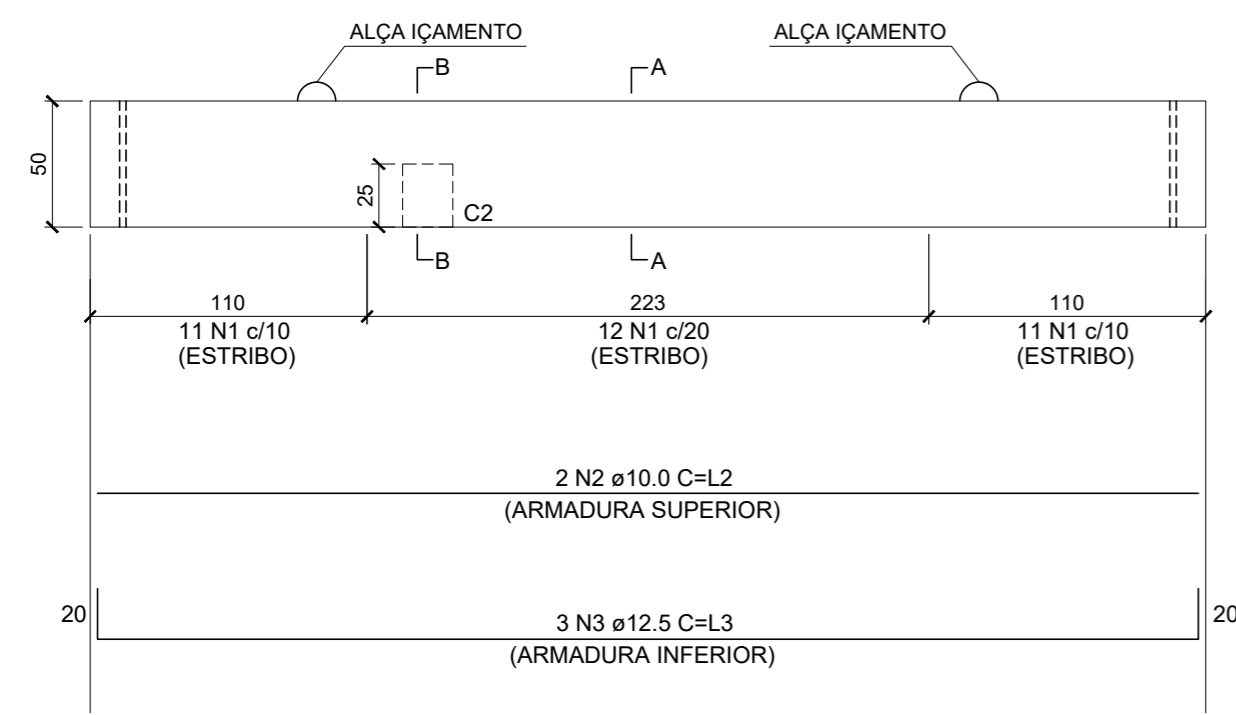 ALÇA IÇAMENTO
ALÇA IÇAMENTO
B
A
50
25
C2
B
A
110
223
110
11 N1 c/10
12 N1 c/20
11 N1 c/10
(ESTRIBO)
(ESTRIBO)
(ESTRIBO)
2 N2 ø10.0 C=L2
(ARMADURA SUPERIOR)
20
20
3 N3 ø12.5 C=L3
(ARMADURA INFERIOR)